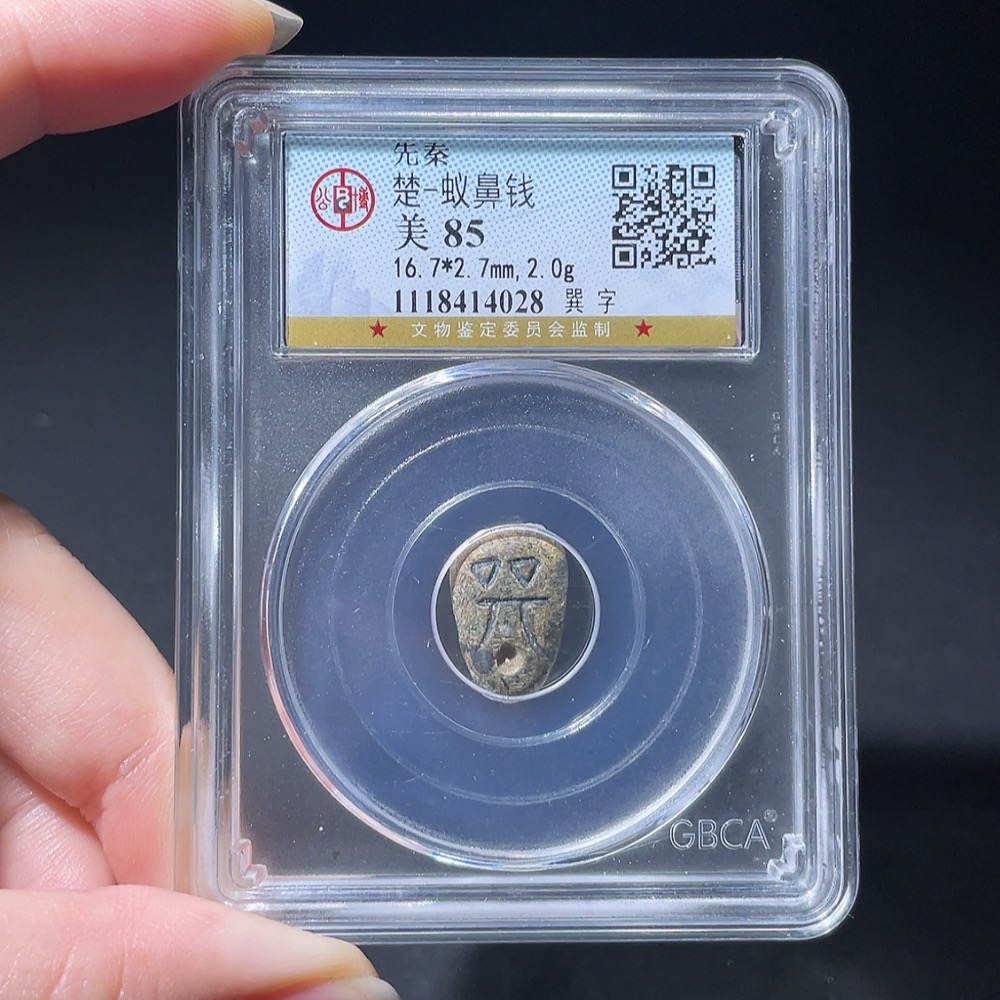 先秦
楚-蚁鼻钱
美 85
16.7*2.7mm, 2.0g
1118414028 巽 字
★ 文物鉴定委员会监制 ★
GBCA®